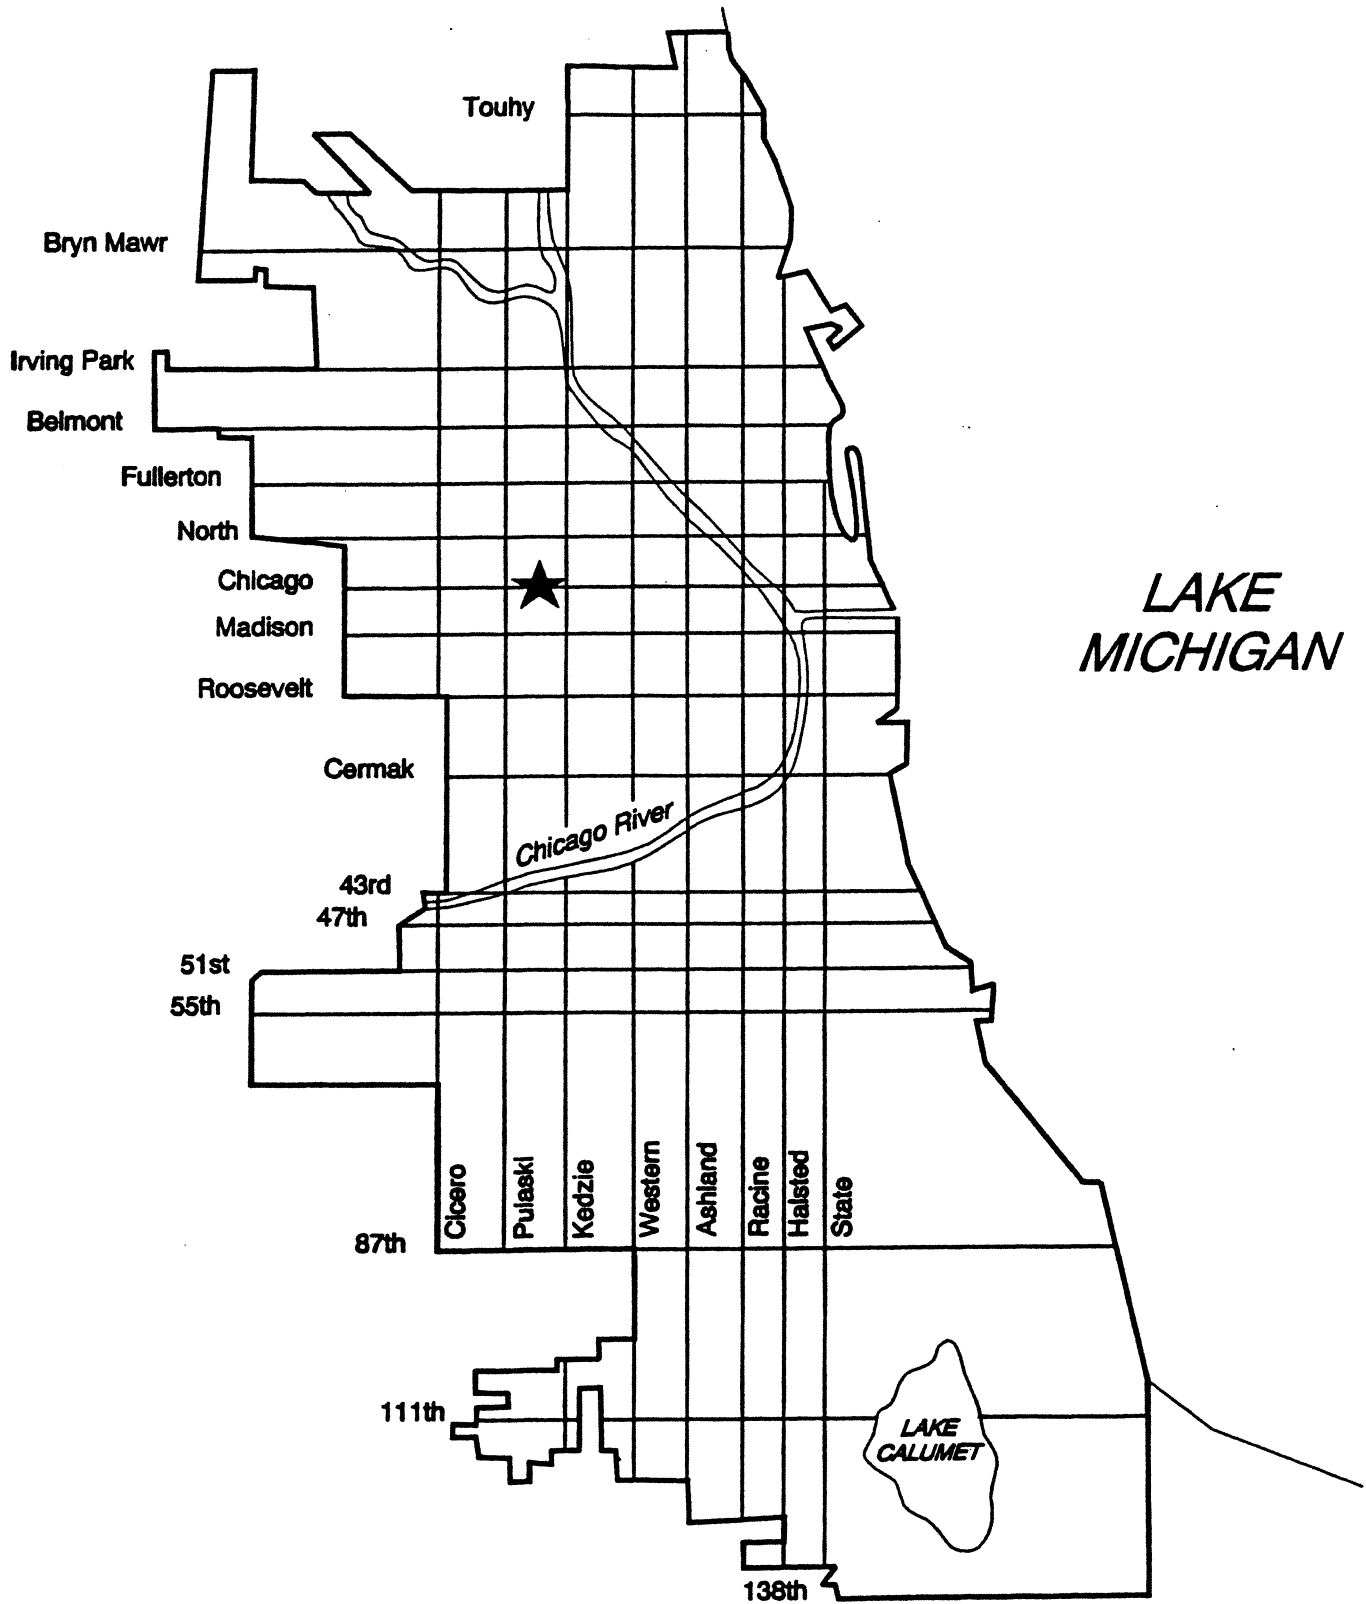 Touhy
Bryn Mawr
Irving Park
Belmont
Fullerton
North
Chicago
Madison
Roosevelt
LAKE
MICHIGAN
Cermak
Chicago River
43rd
47th
51st
55th
Cicero
Pulaski
Kedzie
Western
Ashland
Racine
Halsted
State
87th
111th
LAKE
CALUMET
138th